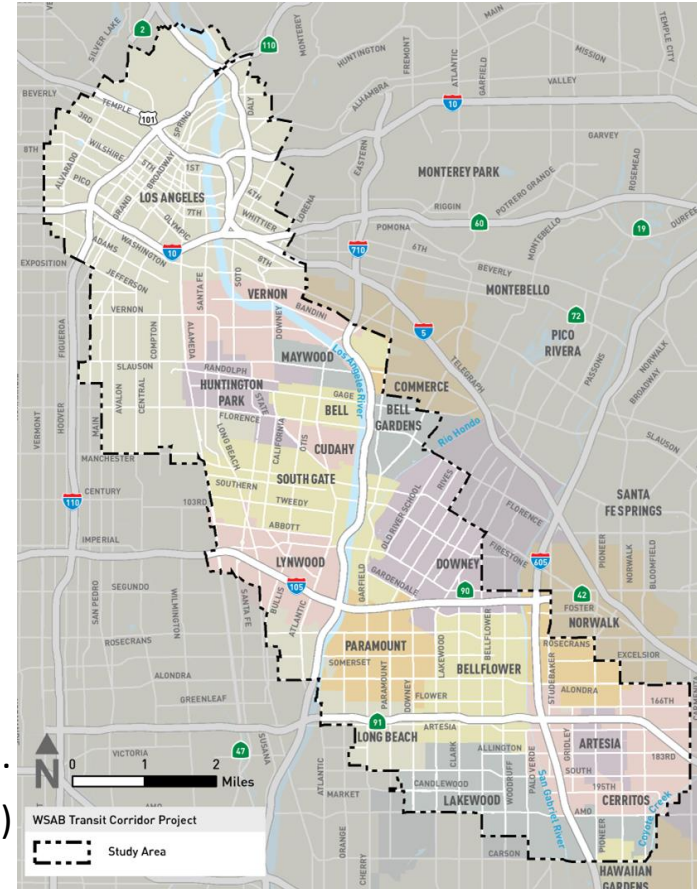 SILVER LAKE
2
110
MONTEREY
HUNTINGTON
FREMONT
ATLANTIC
GARFIELD
MAIN
MISSION
TEMPLE CITY
VALLEY
BEVERLY
TEMPLE
101
SPRING
DALY
ALHAMBRA
10
3RD
GARVEY
8TH
WILSHIRE
5TH
BROADWAY
1ST
EASTERN
ROSEMEAD
ALVARADO
PICO
GRAND
LOS ANGELES
4TH
LORENA
MONTEREY PARK
POTRERO GRANDE
7TH
OLYMPIC
WHITTIER
RIGGIN
60
19
DURFEE
ADAMS
WASHINGTON
10
8TH
POMONA
6TH
MONTEBELLO
710
EXPOSITION
JEFFERSON
SANTA FE
SOTO
BEVERLY
VERNON
MONTEBELLO
VERNON
BANDINI
72
FIGUEROA
COMPTON
ALAMEDA
DOWNEY
5
PICO
RIVERA
MAYWOOD
Los Angeles River
TELEGRAPH
PASSONS
NORWALK
BROADWAY
SLAUSON
RANDOLPH
COMMERCE
HUNTINGTON
PARK
STATE
GAGE
BELL
BELL
GARDENS
VERMONT
HOOVER
MAIN
AVALON
CENTRAL
FLORENCE
CALIFORNIA
OTIS
CUDAHY
Rio Hondo
SLAUSON
LONG BEACH
MANCHESTER
SOUTH GATE
RIVES
CENTURY
SOUTHERN
TWEEDY
OLD RIVER SCHOOL
FLORENCE
SANTA
FE SPRINGS
110
103RD
ABBOTT
FIRESTONE
IMPERIAL
LYNWOOD
DOWNEY
605
PIONEER
NORWALK
BLOOMFIELD
105
GARFIELD
GARDENDALE
90
42
SAN PEDRO
SEGUNDO
WILMINGTON
SANTA FE
BULLIS
ATLANTIC
FOSTER
NORWALK
ROSECRANS
PARAMOUNT
LAKEWOOD
BELLFLOWER
ROSECRANS
SOMERSET
BELLFLOWER
STUDEBAKER
EXCELSIOR
ALONDRA
PARAMOUNT
DOWNEY
ALONDRA
GREENLEAF
FLOWER
166TH
91
ARTESIA
47
SUSANA
LONG BEACH
ARTESIA
VICTORIA
CLARK
ALLINGTON
PALO VERDE
GRIDLEY
183RD
.
N
0 1 2
Miles
ATLANTIC
MARKET
CANDLEWOOD
WOODRUFF
San Gabriel River
SOUTH
195TH
LAKEWOOD
CERRITOS
AMO
)
WSAB Transit Corridor Project
Study Area
ORANGE
CHERRY
CARSON
PIONEER
Coyote Creek
HAWAIIAN
GARDENS